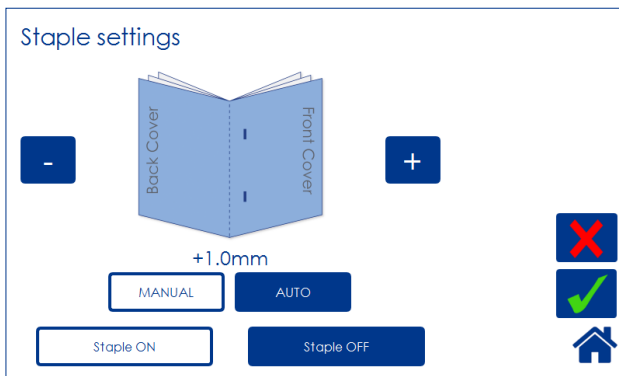 Staple settings
Back Cover
Front Cover
-
+
+1.0mm
MANUAL
AUTO
Staple ON
Staple OFF